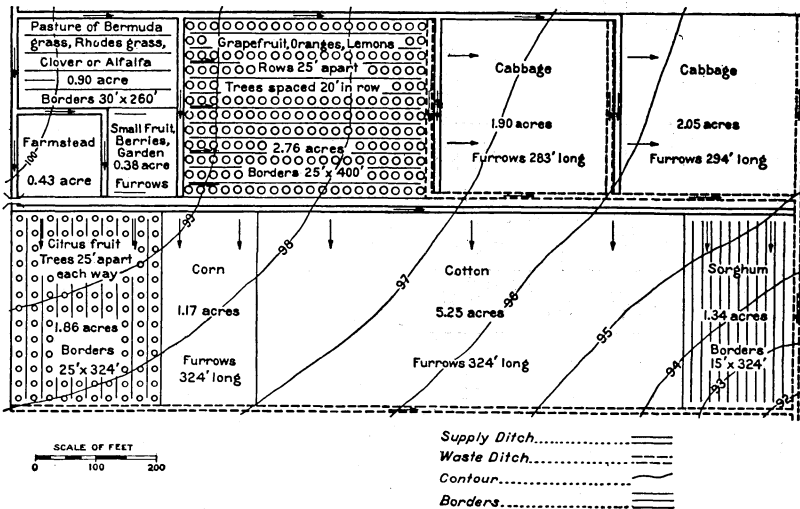 Pasture of Bermuda
grass, Rhodes grass,
Clover or Alfalfa
0.90 acre
Borders 30'x 260'
Grapefruit, Oranges, Lemons
Rows 25' apart
Trees spaced 20' in row
2.76 acres
Borders 25'x 400'
Cabbage
1.90 acres
Furrows 283' long
Cabbage
2.05 acres
Furrows 294' long
Farmstead
0.43 acre
Small Fruit,
Berries,
Garden
0.38 acre
Furrows
100
99
98
97
96
95
94
93
92
Citrus fruit
Trees 25' apart
each way
1.86 acres
Borders
25'x 324'
Corn
1.17 acres
Furrows
324' long
Cotton
5.25 acres
Furrows 324' long
Sorghum
1.34 acres
Borders
15'x 324'
SCALE OF FEET
0 100 200
Supply Ditch
Waste Ditch
Contour
Borders